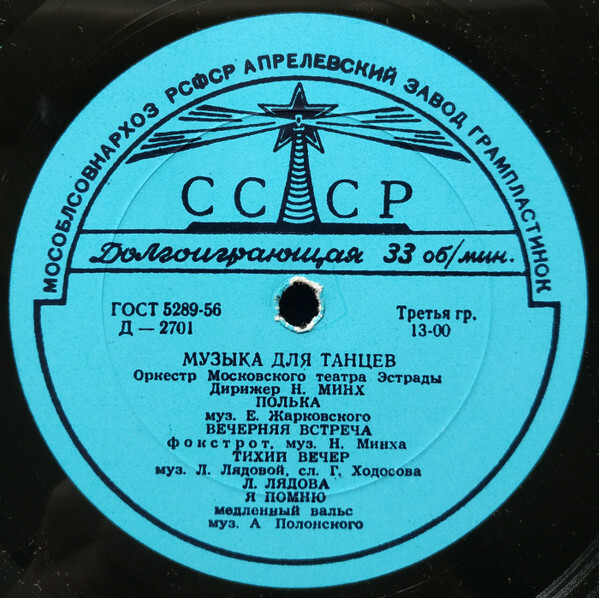 МОСОБЛСОВНАРХОЗ РСФСР АПРЕЛЕВСКИЙ ЗАВОД ГРАМПЛАСТИНОК
СССР
Долгоиграющая 33 об/мин.
ГОСТ 5289-56
Д — 2701
Третья гр.
13-00
МУЗЫКА ДЛЯ ТАНЦЕВ
Оркестр Московского театра Эстрады
Дирижер Н. МИНХ
ПОЛЬКА
муз. Е. Жарковского
ВЕЧЕРНЯЯ ВСТРЕЧА
фокстрот, муз. Н. Минха
ТИХИЙ ВЕЧЕР
муз. Л. Лядовой, сл. Г. Ходосова
Л. ЛЯДОВА
Я ПОМНЮ
медленный вальс
муз. А Полонского